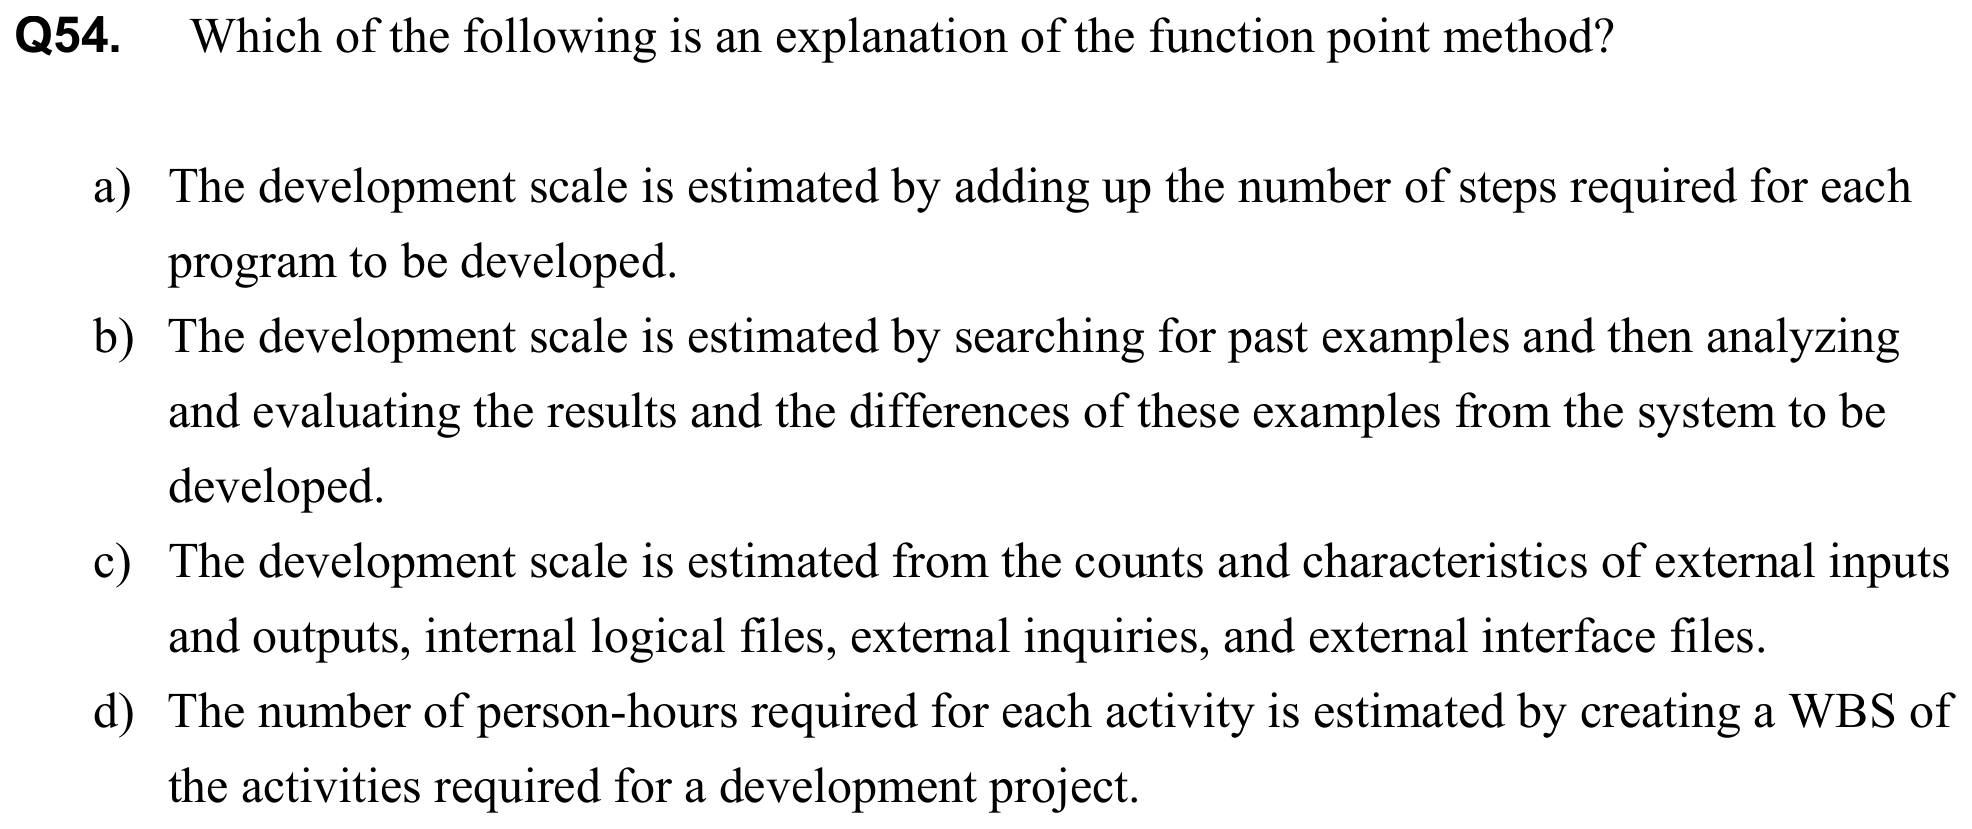 Q54. Which of the following is an explanation of the function point method?
a) The development scale is estimated by adding up the number of steps required for each
program to be developed.
b) The development scale is estimated by searching for past examples and then analyzing
and evaluating the results and the differences of these examples from the system to be
developed.
c) The development scale is estimated from the counts and characteristics of external inputs
and outputs, internal logical files, external inquiries, and external interface files.
d) The number of person-hours required for each activity is estimated by creating a WBS of
the activities required for a development project.